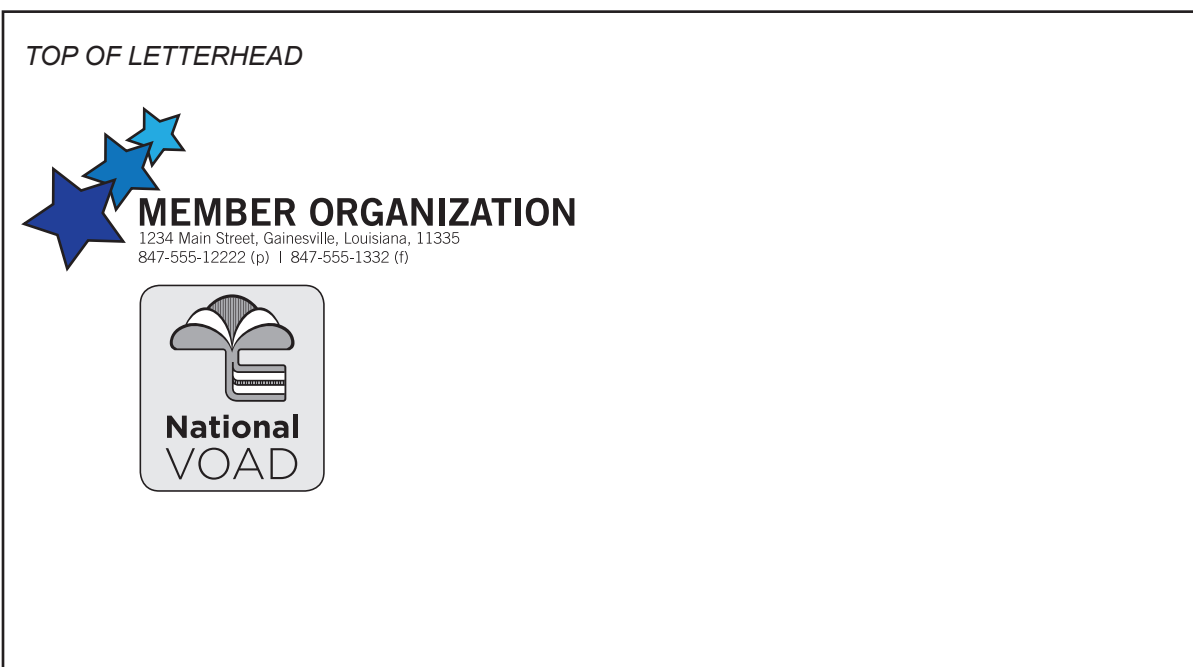 TOP OF LETTERHEAD
MEMBER ORGANIZATION
1234 Main Street, Gainesville, Louisiana, 11335
847-555-12222 (p) | 847-555-1332 (f)
National
VOAD